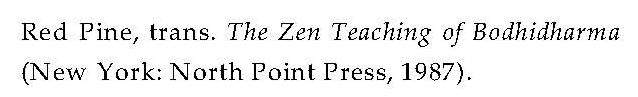 Red Pine, trans. The Zen Teaching of Bodhidharma
(New York: North Point Press, 1987).